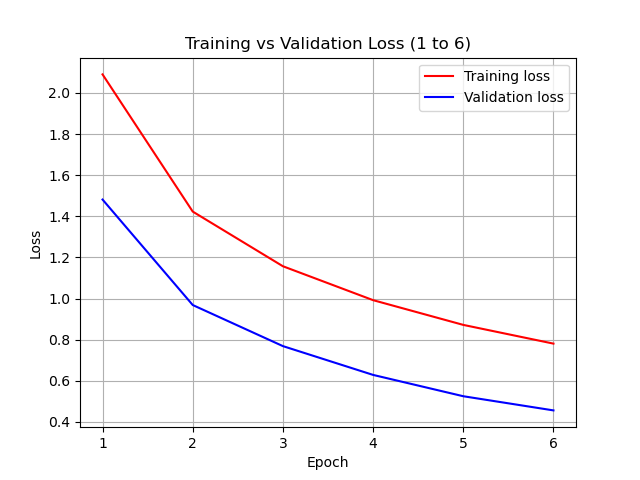 Training vs Validation Loss (1 to 6)
Training loss
Validation loss
2.0
1.8
1.6
1.4
1.2
1.0
0.8
0.6
0.4
Loss
1 2 3 4 5 6
Epoch